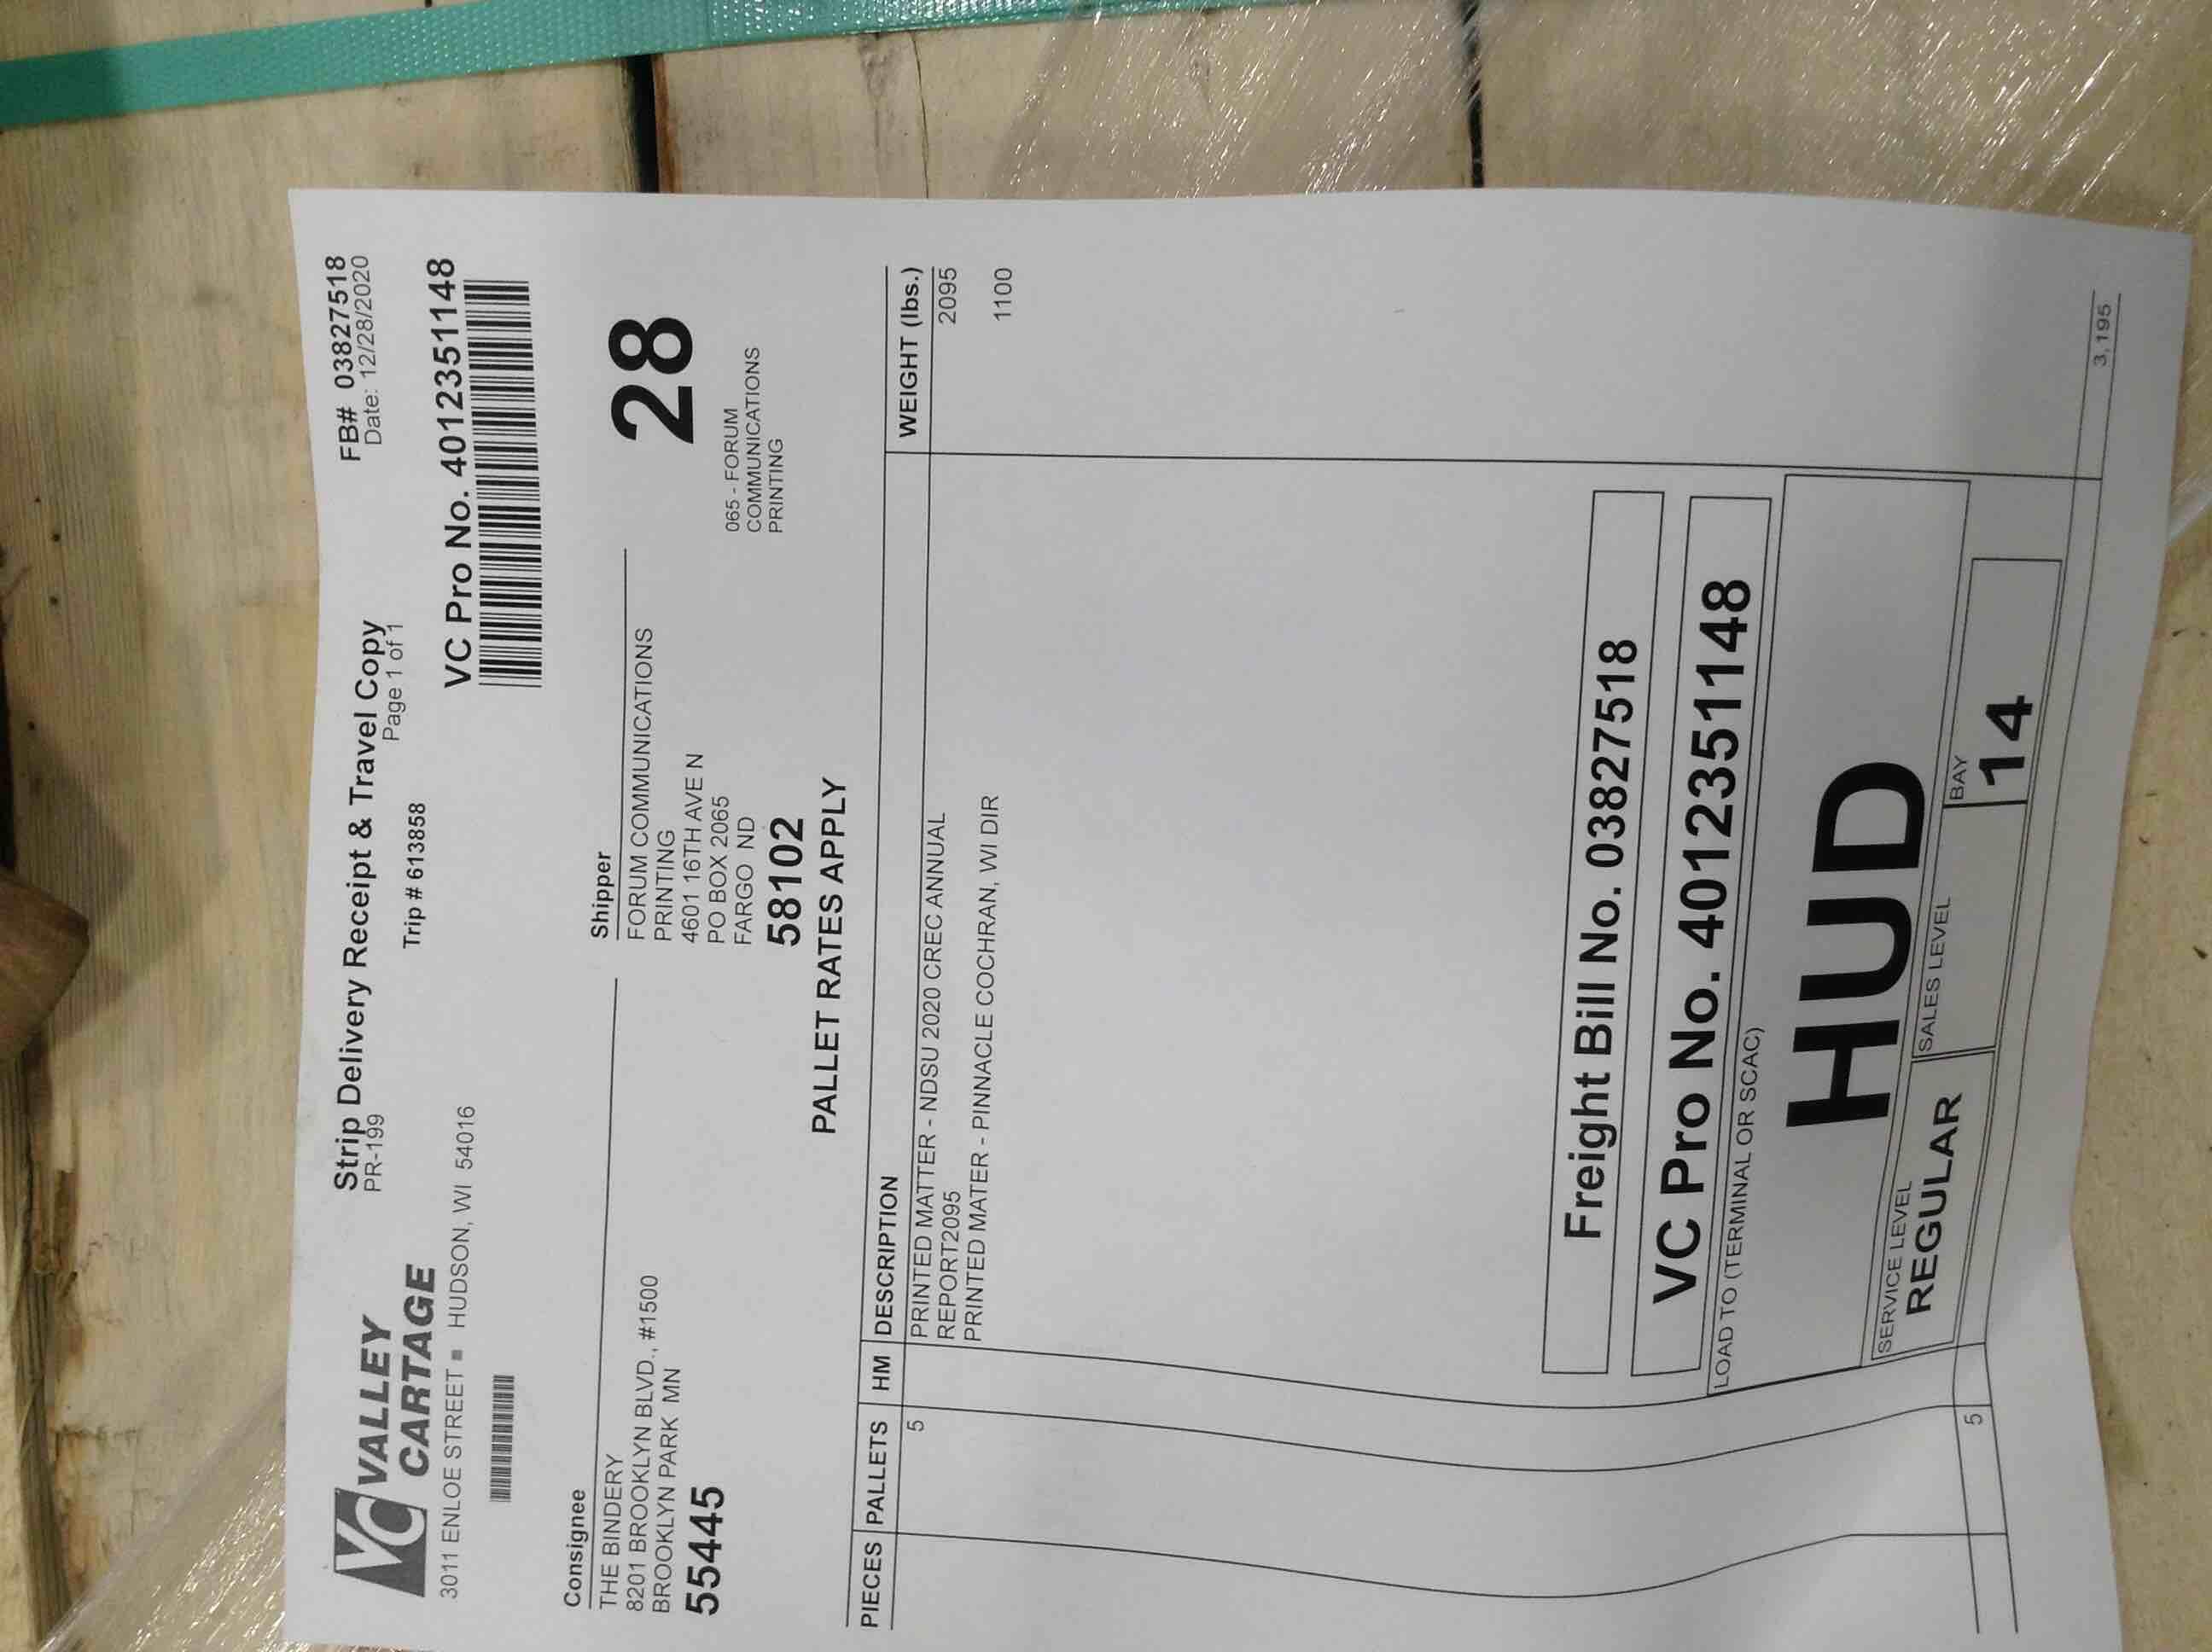 VC VALLEY
CARTAGE
3011 ENLOE STREET ■ HUDSON, WI 54016
Strip Delivery Receipt & Travel Copy
PR-199
Page 1 of 1
Trip # 613858
FB# 03827518
Date: 12/28/2020
VC Pro No. 4012351148
Consignee
THE BINDERY
8201 BROOKLYN BLVD., #1500
BROOKLYN PARK MN
55445
Shipper
FORUM COMMUNICATIONS
PRINTING
4601 16TH AVE N
PO BOX 2065
FARGO ND
58102
28
065 - FORUM
COMMUNICATIONS
PRINTING
PALLET RATES APPLY
PIECES PALLETS HM DESCRIPTION WEIGHT (lbs.)
5 PRINTED MATTER - NDSU 2020 CREC ANNUAL 2095
REPORT2095
PRINTED MATER - PINNACLE COCHRAN, WI DIR 1100
Freight Bill No. 03827518
VC Pro No. 4012351148
LOAD TO (TERMINAL OR SCAC)
HUD
SERVICE LEVEL SALES LEVEL BAY
REGULAR 14
5 3,195